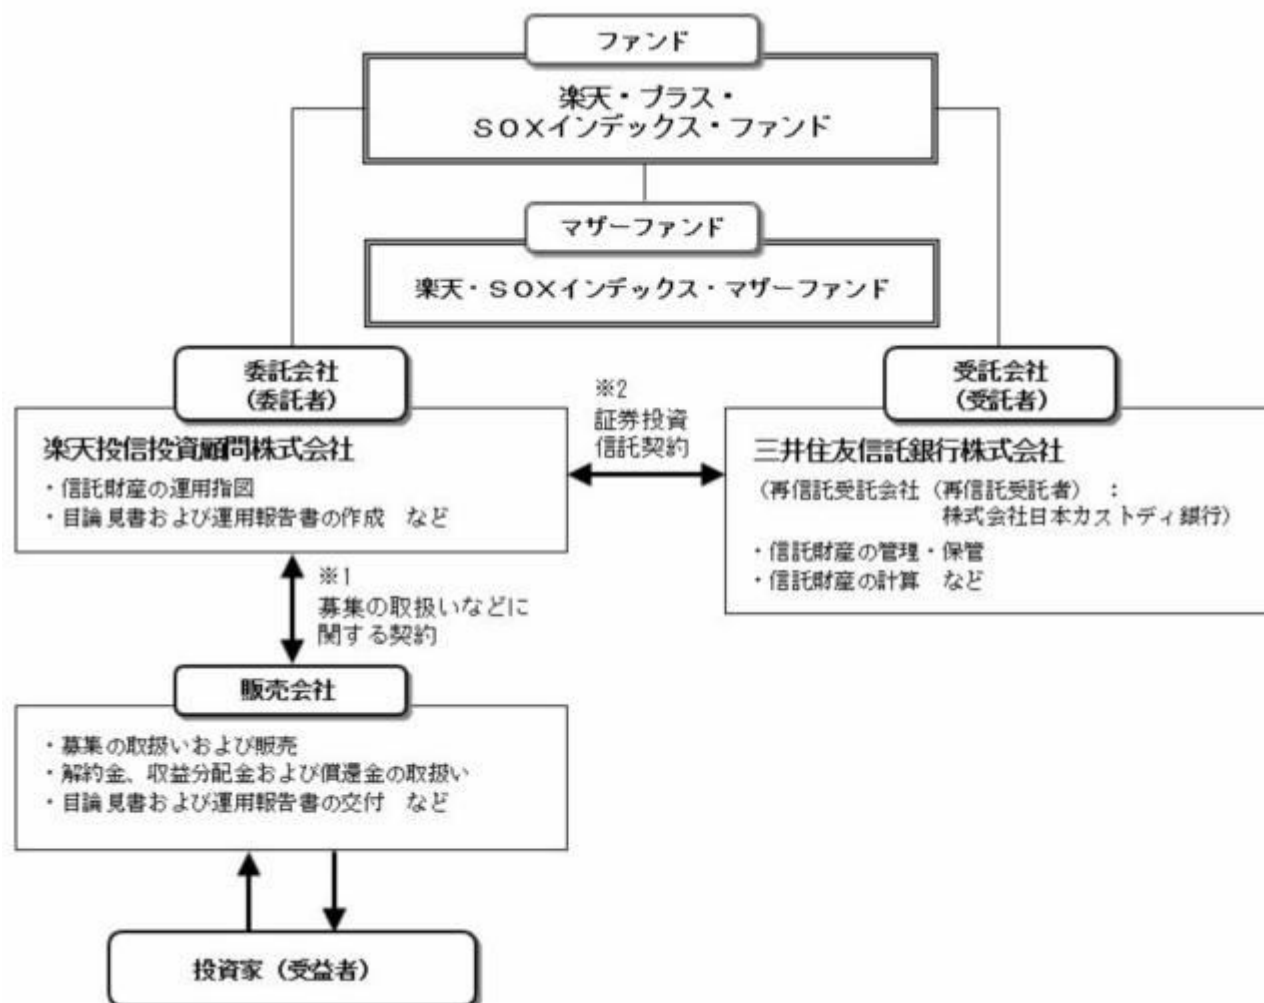 ファンド
楽天・プラス・
SOXインデックス・ファンド
マザーファンド
楽天・SOXインデックス・マザーファンド
委託会社
(委託者)
楽天投信投資顧問株式会社
・信託財産の運用指図
・目論見書および運用報告書の作成 など
※2
証券投資
信託契約
受託会社
(受託者)
三井住友信託銀行株式会社
(再信託受託会社(再信託受託者) :
株式会社日本カストディ銀行)
・信託財産の管理・保管
・信託財産の計算 など
※1
募集の取扱いなどに
関する契約
販売会社
・募集の取扱いおよび販売
・解約金、収益分配金および償還金の取扱い
・目論見書および運用報告書の交付 など
投資家(受益者)